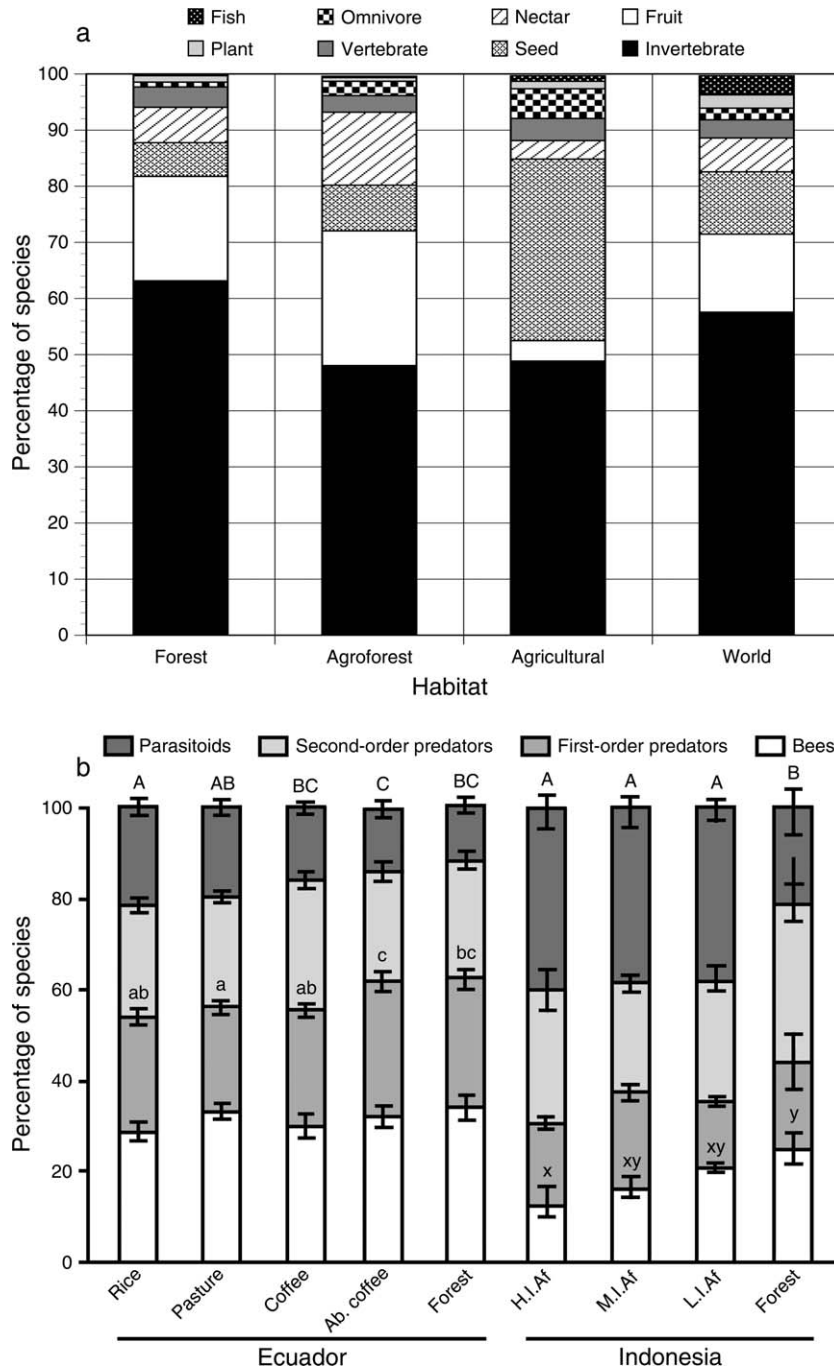 a
Fish Omnivore Nectar Fruit
Plant Vertebrate Seed Invertebrate
Percentage of species
100
90
80
70
60
50
40
30
20
10
0
Forest Agroforest Agricultural World
Habitat
Parasitoids Second-order predators First-order predators Bees
b
A AB BC C BC A A A B
Percentage of species
100
80
60
40
20
0
ab a ab c bc
x xy xy y
Rice Pasture Coffee Ab. coffee Forest H.I.Af M.I.Af L.I.Af Forest
Ecuador Indonesia